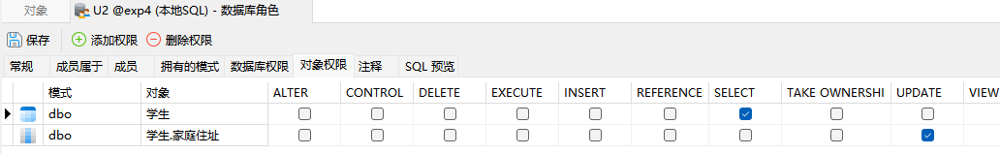 对象
U2 @exp4 (本地SQL) - 数据库角色
保存 添加权限 删除权限
常规 成员属于 成员 拥有的模式 数据库权限 对象权限 注释 SQL 预览
模式 对象 ALTER CONTROL DELETE EXECUTE INSERT REFERENCE SELECT TAKE OWNERSHI UPDATE VIEW
dbo 学生
dbo 学生.家庭住址